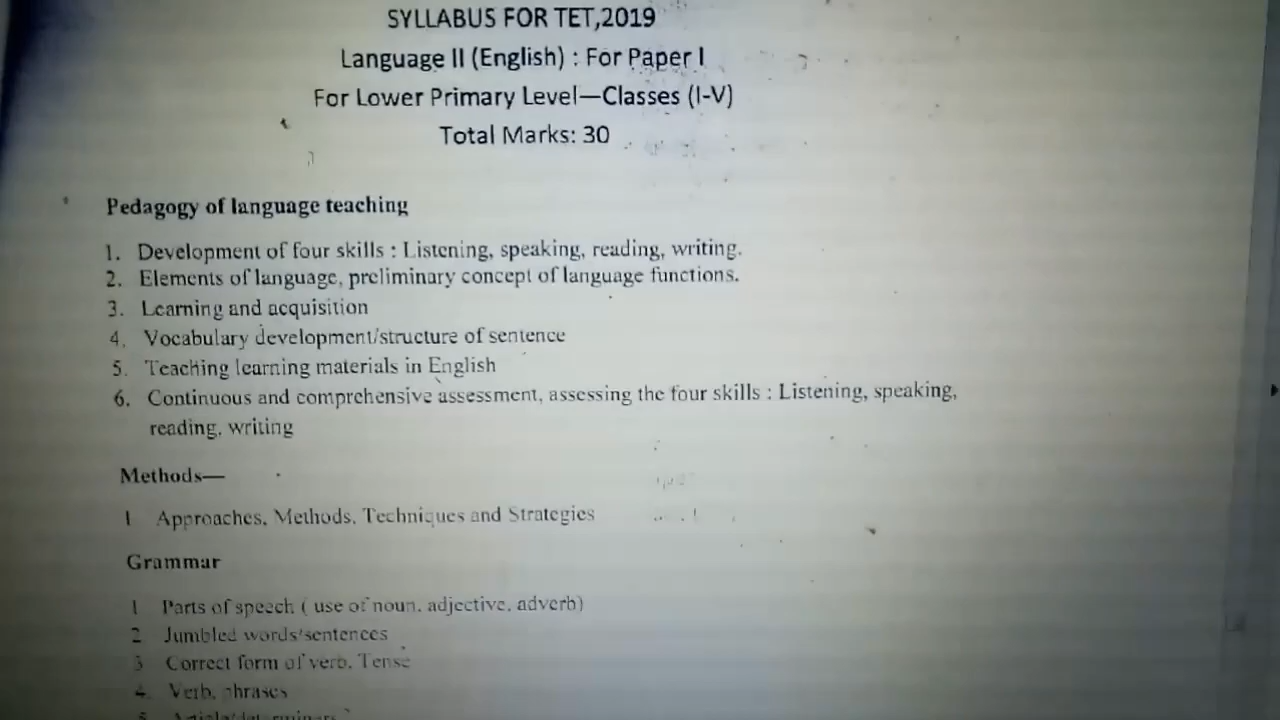 SYLLABUS FOR TET,2019
Language II (English) : For Paper I
For Lower Primary Level—Classes (I-V)
Total Marks: 30
Pedagogy of language teaching
1. Development of four skills : Listening, speaking, reading, writing.
2. Elements of language, preliminary concept of language functions.
3. Learning and acquisition
4. Vocabulary development/structure of sentence
5. Teaching learning materials in English
6. Continuous and comprehensive assessment, assessing the four skills : Listening, speaking,
reading, writing
Methods—
1 Approaches, Methods, Techniques and Strategies
Grammar
1 Parts of speech ( use of noun, adjective, adverb)
2 Jumbled words/sentences
3 Correct form of verb, Tense
4. Verb, phrases
5